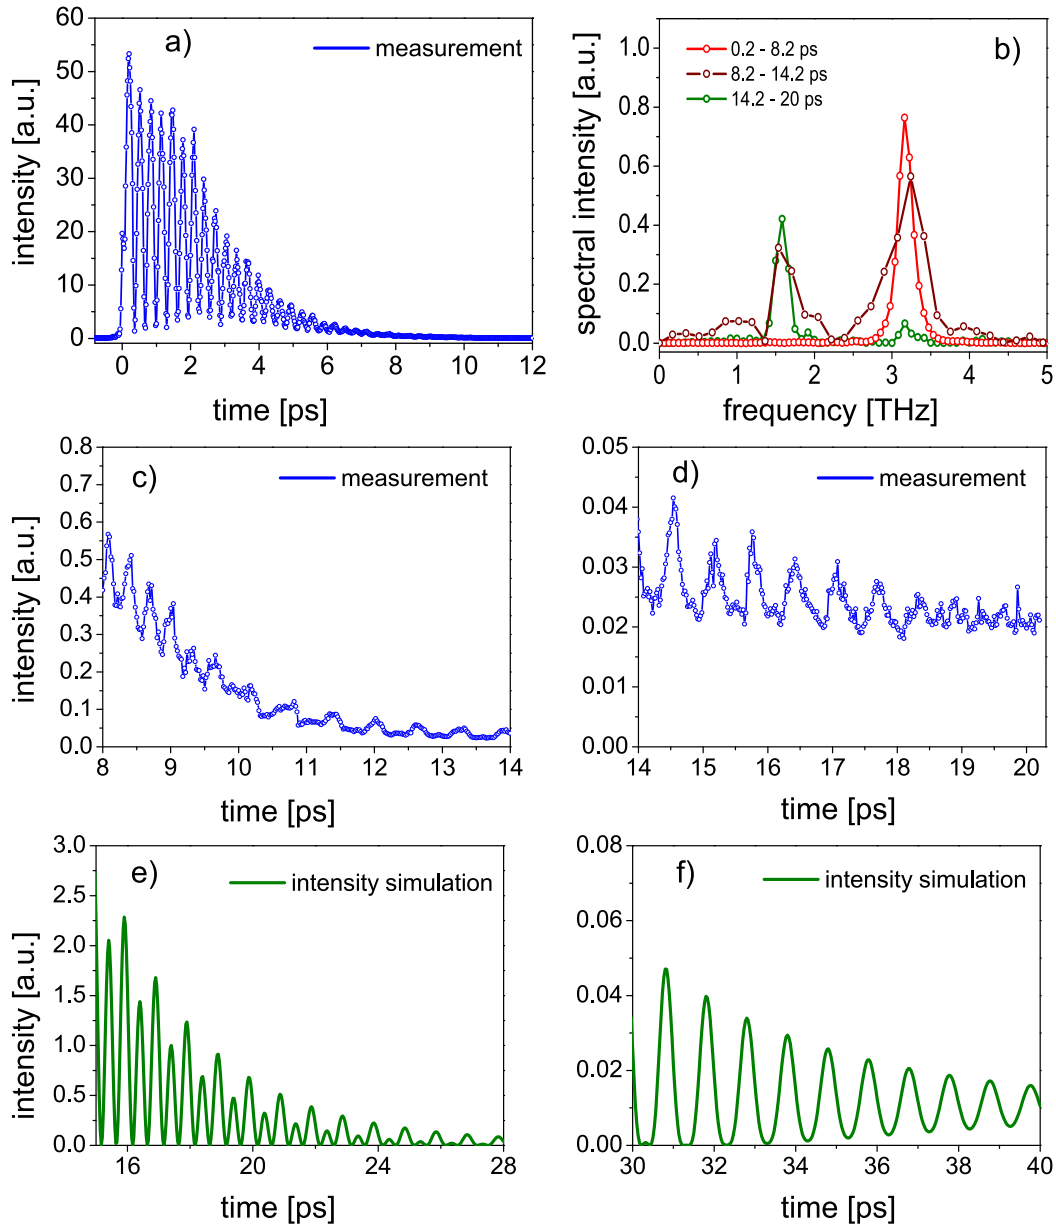 a)
measurement
intensity [a.u.]
60
50
40
30
20
10
0
0 2 4 6 8 10 12
time [ps]
b)
0.2 - 8.2 ps
8.2 - 14.2 ps
14.2 - 20 ps
spectral intensity [a.u.]
1.0
0.8
0.6
0.4
0.2
0.0
0 1 2 3 4 5
frequency [THz]
c)
measurement
intensity [a.u.]
0.8
0.7
0.6
0.5
0.4
0.3
0.2
0.1
0.0
8 9 10 11 12 13 14
time [ps]
d)
measurement
0.05
0.04
0.03
0.02
0.01
0.00
14 15 16 17 18 19 20
time [ps]
e)
intensity simulation
intensity [a.u.]
3.0
2.5
2.0
1.5
1.0
0.5
0.0
16 20 24 28
time [ps]
f)
intensity simulation
0.08
0.06
0.04
0.02
0.00
30 32 34 36 38 40
time [ps]